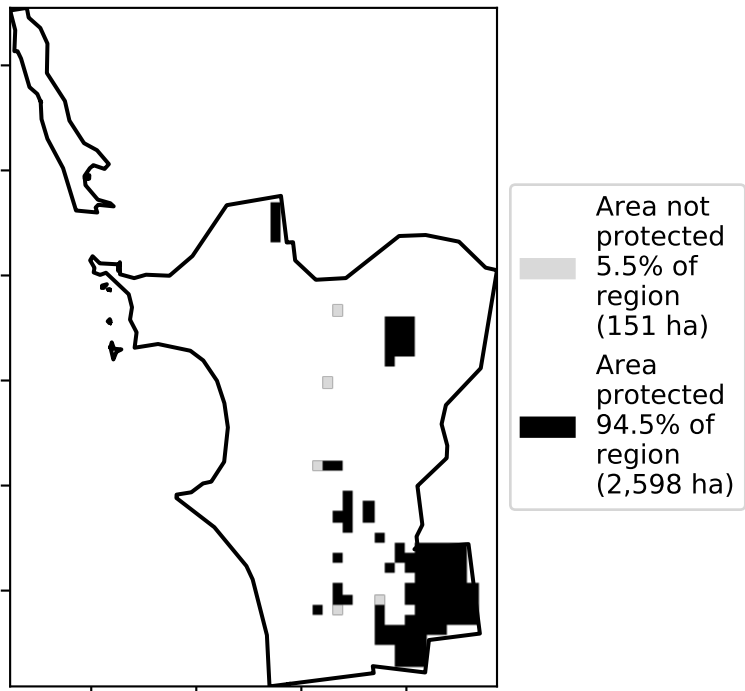 Area not
protected
5.5% of
region
(151 ha)
Area
protected
94.5% of
region
(2,598 ha)